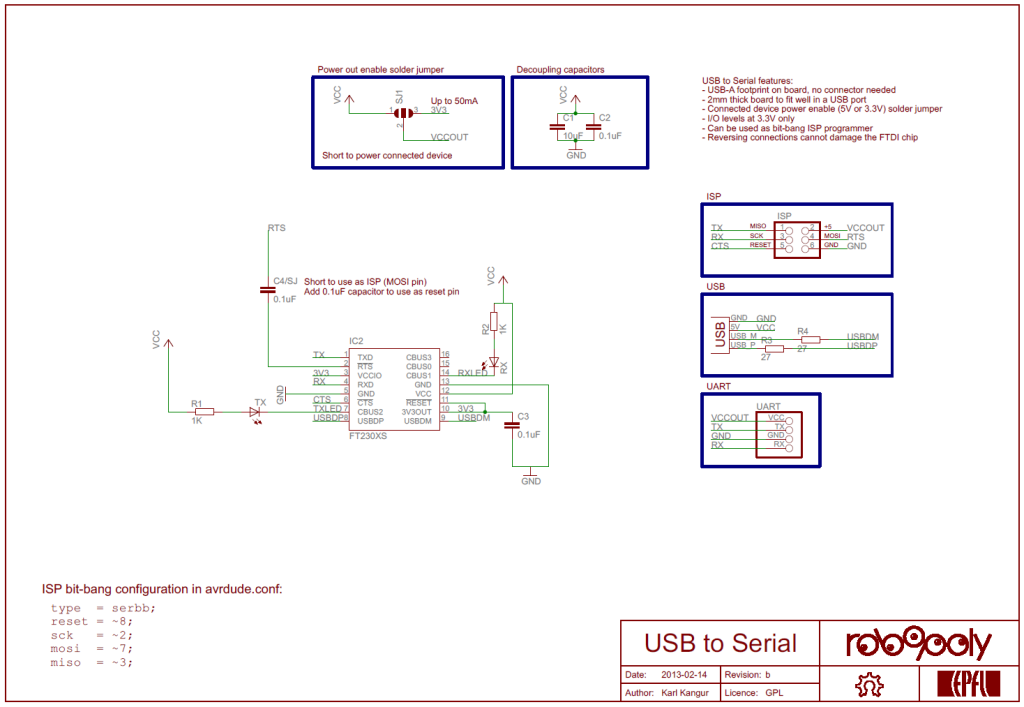 Power out enable solder jumper
VCC
SJ1
1
3
2
Up to 50mA
3V3
VCCOUT
Short to power connected device
Decoupling capacitors
VCC
C1
10uF
C2
0.1uF
GND
USB to Serial features:
- USB-A footprint on board, no connector needed
- 2mm thick board to fit well in a USB port
- Connected device power enable (5V or 3.3V) solder jumper
- I/O levels at 3.3V only
- Can be used as bit-bang ISP programmer
- Reversing connections cannot damage the FTDI chip
ISP
ISP
TX MISO 1 2 +5 VCCOUT
RX SCK 3 4 MOSI RTS
CTS RESET 5 6 GND GND
USB
USB
GND GND
5V VCC
USB_M R4 27 USBDM
USB_P R3 27 USBDP
UART
UART
VCCOUT VCC
TX TX
GND GND
RX RX
RTS
C4/SJ
0.1uF
Short to use as ISP (MOSI pin)
Add 0.1uF capacitor to use as reset pin
VCC
R1
1K
TX
GND
VCC
R2
1K
RX
IC2
TX 1 TXD CBUS3 16
2 RTS CBUS0 15
3V3 3 VCCIO CBUS1 14 RXLED
RX 4 RXD GND 13
5 GND VCC 12
CTS 6 CTS RESET 11
TXLED 7 CBUS2 3V3OUT 10 3V3
USBDP 8 USBDP USBDM 9 USBDM
FT230XS
C3
0.1uF
GND
ISP bit-bang configuration in avrdude.conf:
type = serbb;
reset = ~8;
sck = ~2;
mosi = ~7;
miso = ~3;
USB to Serial
robopoly
Date: 2013-02-14
Revision: b
Author: Karl Kangur
Licence: GPL
EPFL